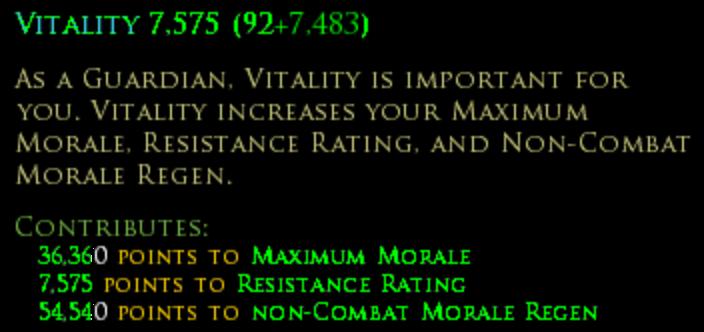 Vitality 7,575 (92+7,483)
As a Guardian, Vitality is important for
you. Vitality increases your Maximum
Morale, Resistance Rating, and Non-Combat
Morale Regen.
Contributes:
36,360 points to Maximum Morale
7,575 points to Resistance Rating
54,540 points to non-Combat Morale Regen